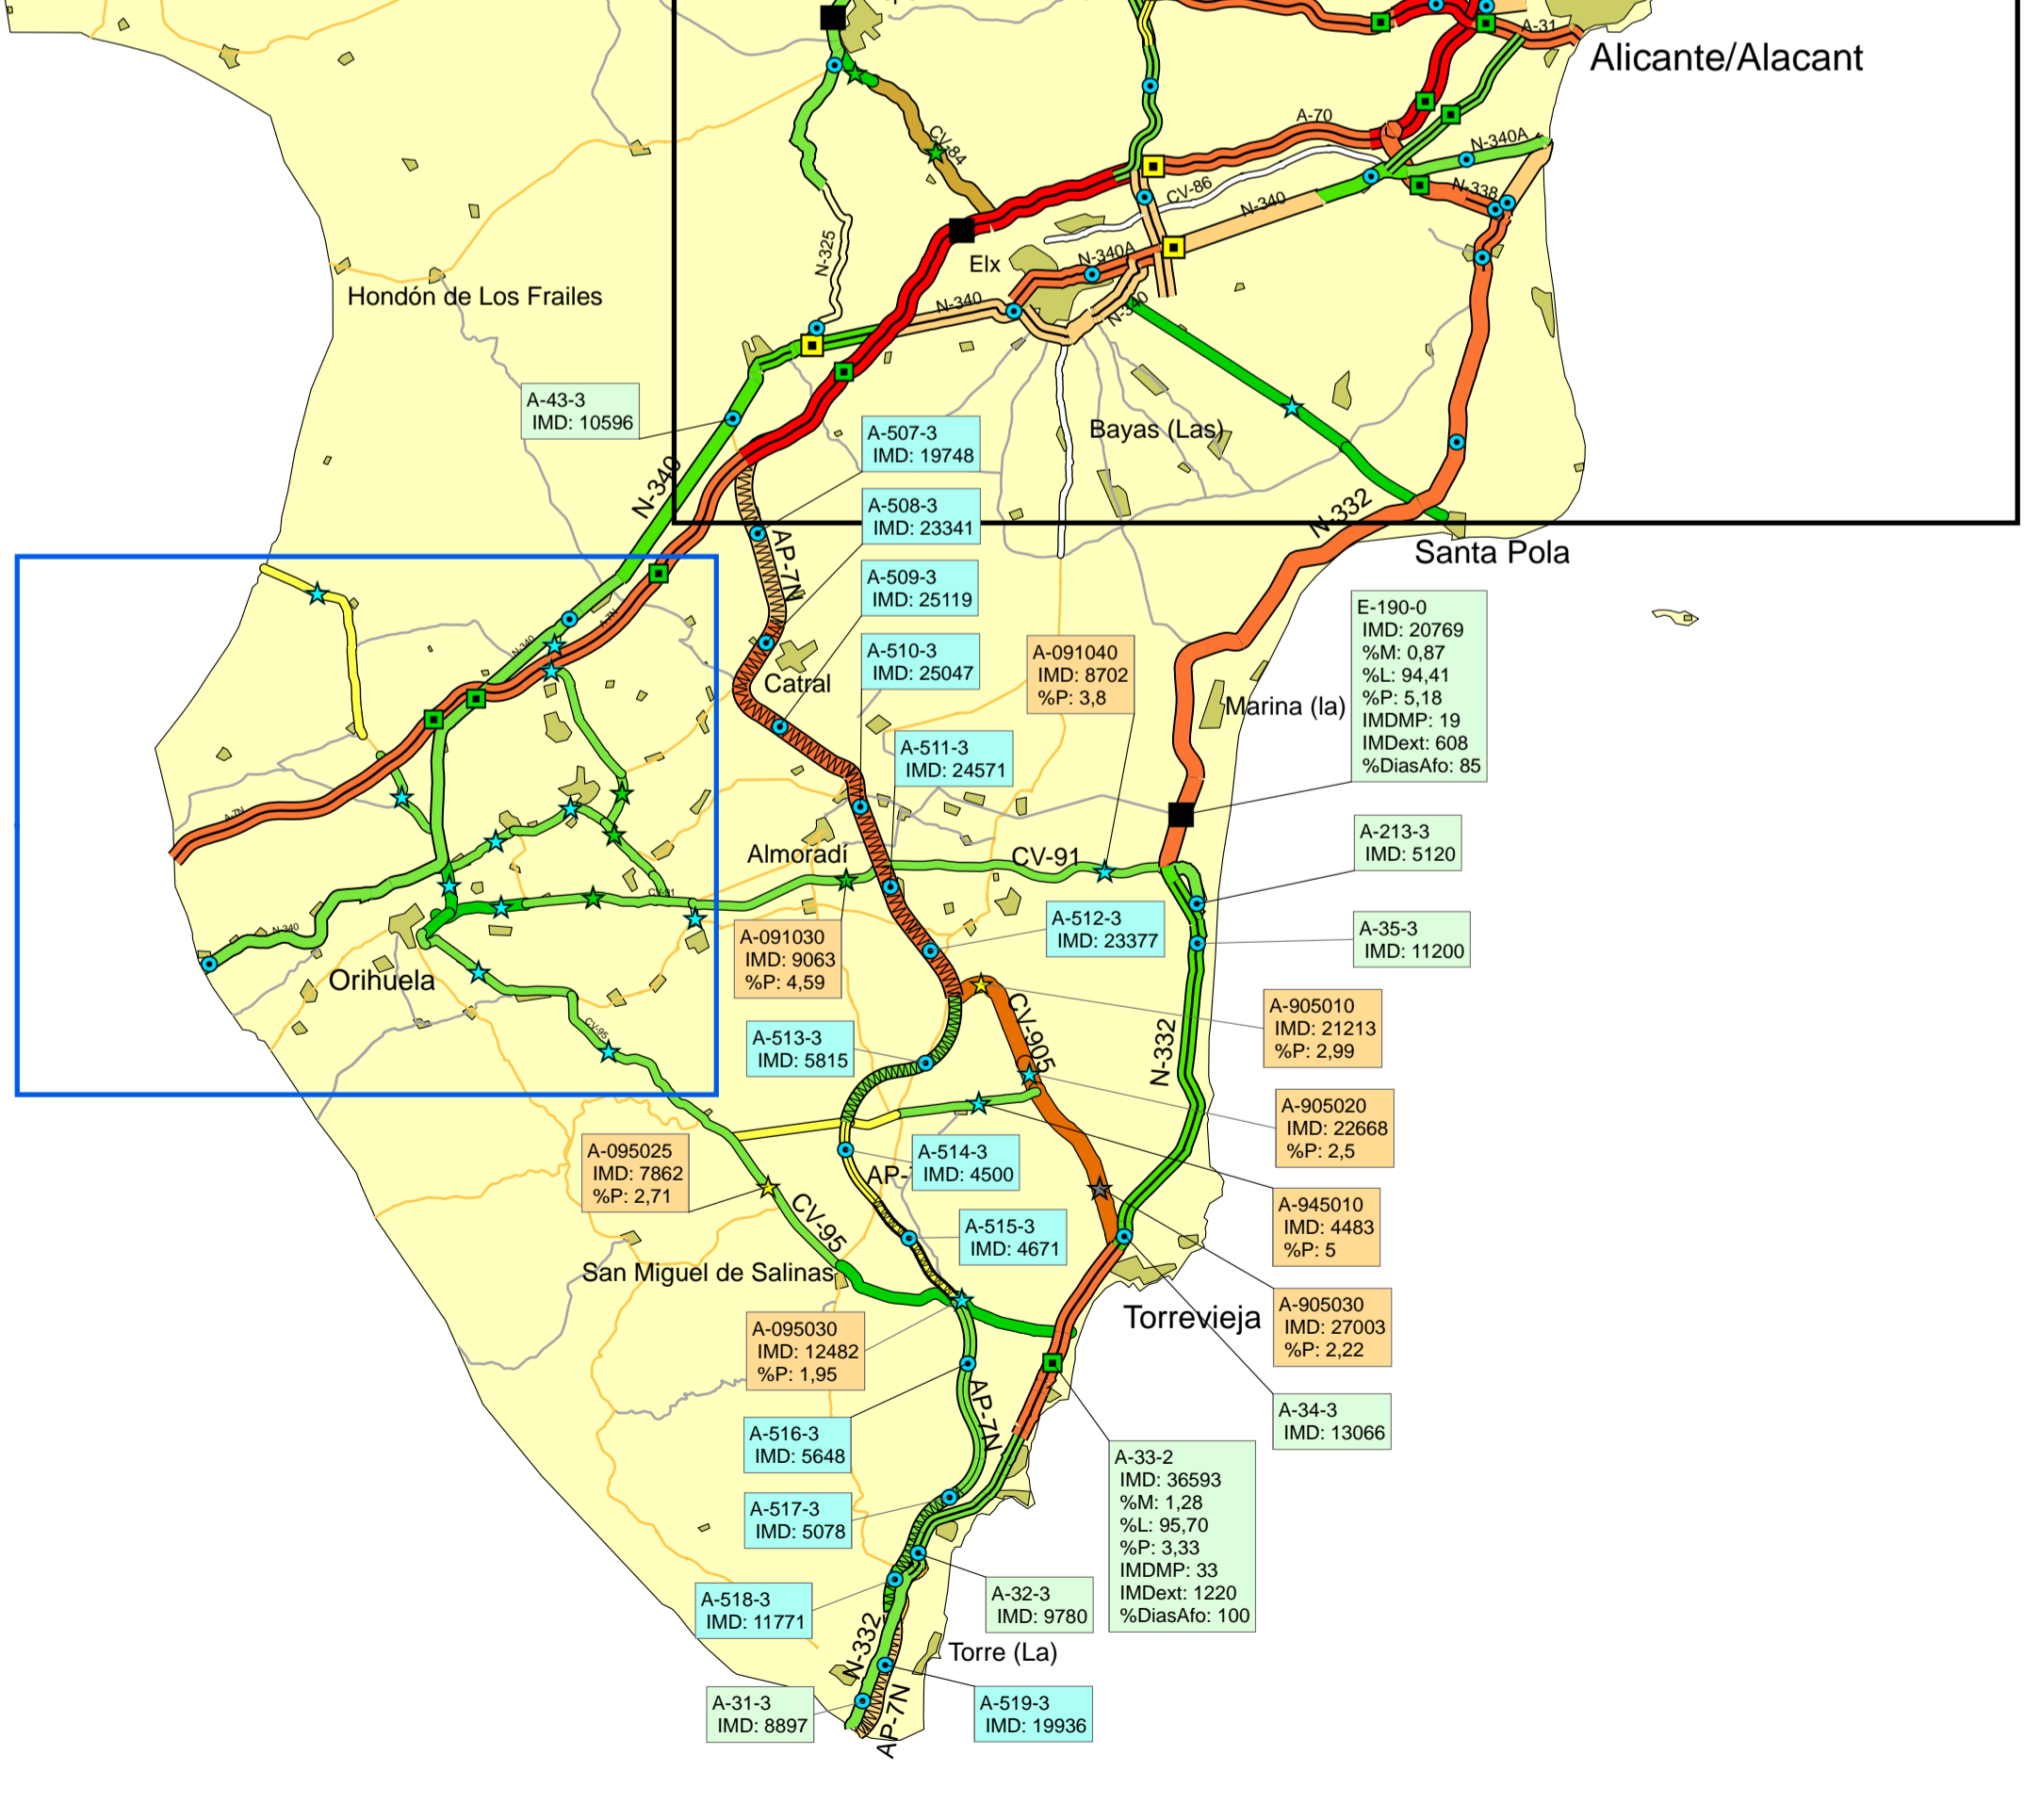 A-31
Alicante/Alacant
A-70
CV-84
N-340A
CV-86
N-338
N-340
N-325
Elx
N-340A
Hondón de Los Frailes
N-340
N-340
A-43-3
IMD: 10596
A-507-3
IMD: 19748
Bayas (Las)
N-340
A-508-3
IMD: 23341
N-332
AP-7N
Santa Pola
A-509-3
IMD: 25119
E-190-0
IMD: 20769
%M: 0,87
%L: 94,41
%P: 5,18
IMDMP: 19
IMDext: 608
%DiasAfo: 85
A-7N
N-340
A-510-3
IMD: 25047
A-091040
IMD: 8702
%P: 3,8
Catral
Marina (la)
A-511-3
IMD: 24571
A-7N
A-213-3
IMD: 5120
Almoradí
CV-91
CV-91
A-512-3
IMD: 23377
A-35-3
IMD: 11200
N-340
A-091030
IMD: 9063
%P: 4,59
Orihuela
CV-905
A-905010
IMD: 21213
%P: 2,99
CV-95
A-513-3
IMD: 5815
N-332
A-905020
IMD: 22668
%P: 2,5
A-095025
IMD: 7862
%P: 2,71
AP-
A-514-3
IMD: 4500
A-945010
IMD: 4483
%P: 5
CV-95
A-515-3
IMD: 4671
San Miguel de Salinas
Torrevieja
A-905030
IMD: 27003
%P: 2,22
A-095030
IMD: 12482
%P: 1,95
AP-7N
A-34-3
IMD: 13066
A-516-3
IMD: 5648
A-33-2
IMD: 36593
%M: 1,28
%L: 95,70
%P: 3,33
IMDMP: 33
IMDext: 1220
%DiasAfo: 100
A-517-3
IMD: 5078
A-518-3
IMD: 11771
A-32-3
IMD: 9780
N-332
Torre (La)
A-31-3
IMD: 8897
AP-7N
A-519-3
IMD: 19936